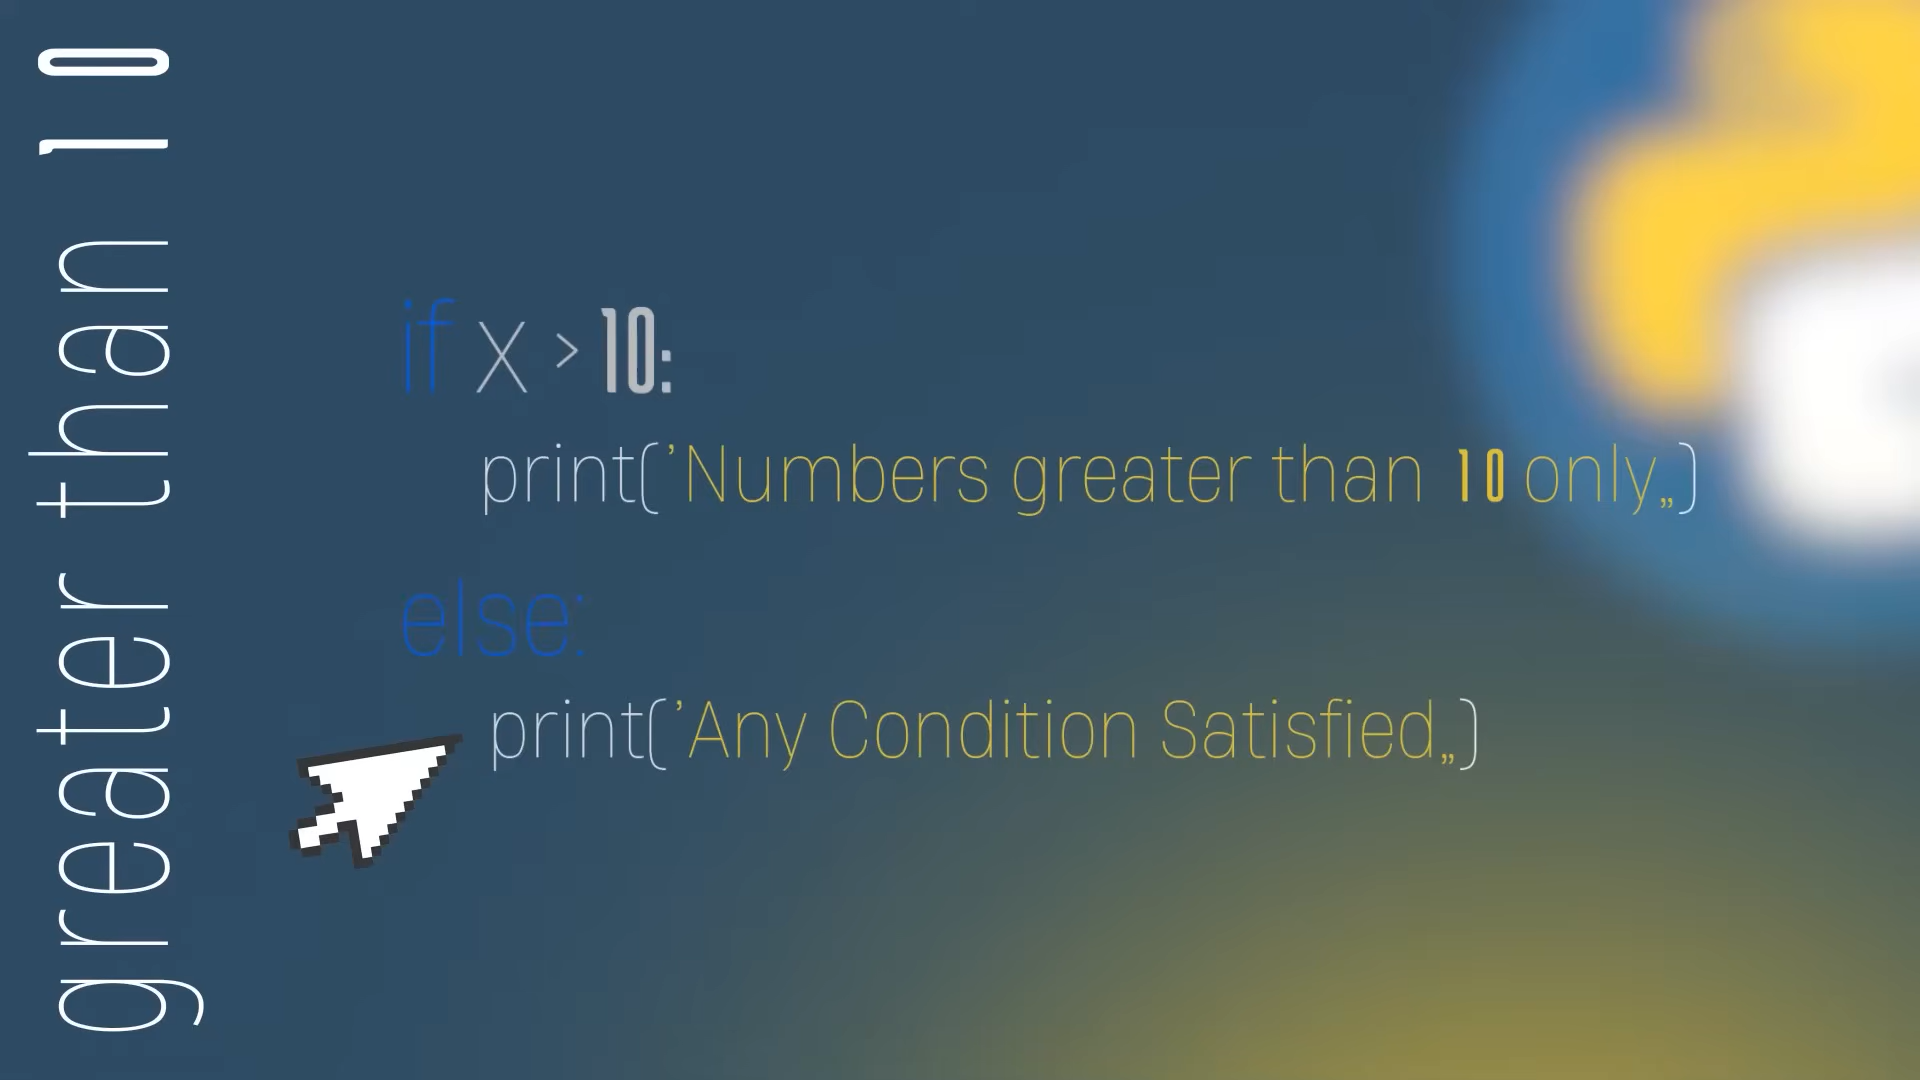 greater than 10
if x > 10:
print('Numbers greater than 10 only„)
else:
print('Any Condition Satisfied„)